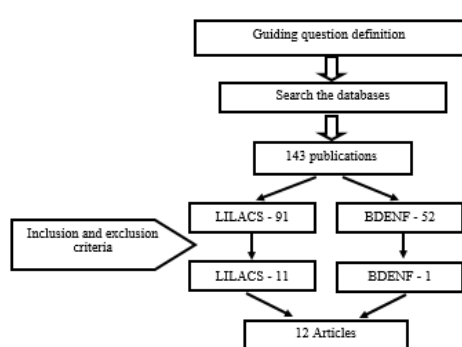 Guiding question definition
Search the databases
143 publications
LILACS - 91
BDENF - 52
Inclusion and exclusion
criteria
LILACS - 11
BDENF - 1
12 Articles